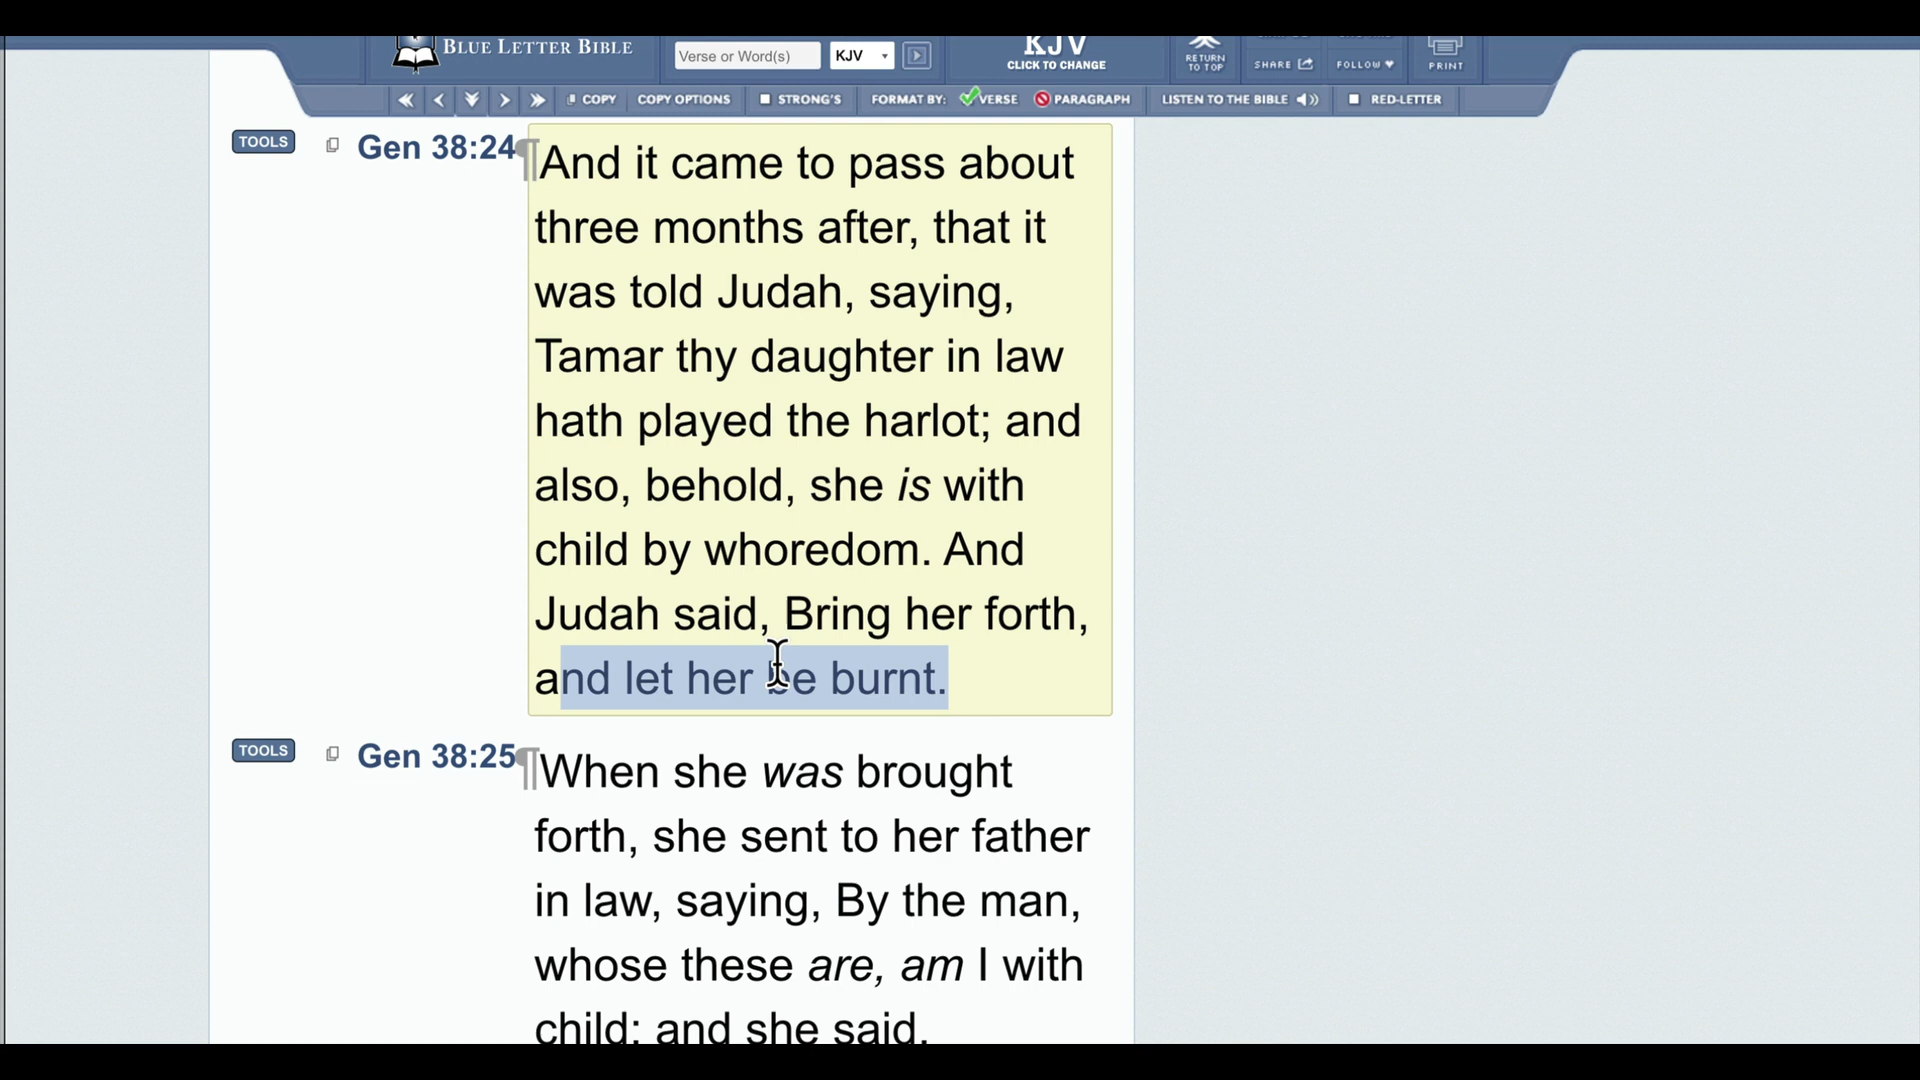 BLUE LETTER BIBLE
Verse or Word(s)
KJV
KJV
CLICK TO CHANGE
RETURN
TO TOP
SHARE
FOLLOW
PRINT
COPY
COPY OPTIONS
STRONG'S
FORMAT BY:
VERSE
PARAGRAPH
LISTEN TO THE BIBLE
RED-LETTER
TOOLS
Gen 38:24
¶And it came to pass about
three months after, that it
was told Judah, saying,
Tamar thy daughter in law
hath played the harlot; and
also, behold, she is with
child by whoredom. And
Judah said, Bring her forth,
and let her be burnt.
TOOLS
Gen 38:25
¶When she was brought
forth, she sent to her father
in law, saying, By the man,
whose these are, am I with
child: and she said,